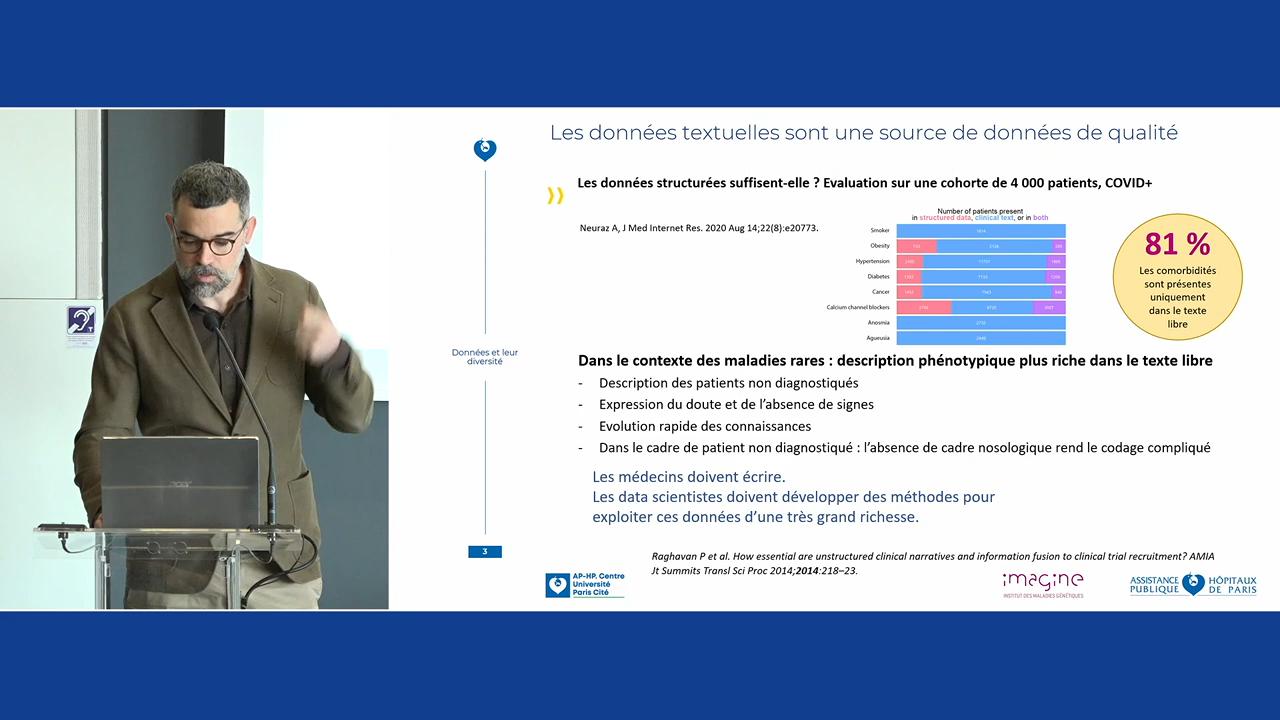 Les données textuelles sont une source de données de qualité
Les données structurées suffisent-elle ? Evaluation sur une cohorte de 4 000 patients, COVID+
Neuraz A, J Med Internet Res. 2020 Aug 14;22(8):e20773.
Number of patients present
in structured data, clinical text, or in both
Smoker
Obesity
Hypertension
Diabetes
Cancer
Calcium channel blockers
Anosmia
Agueusia
81 %
Les comorbidités
sont présentes
uniquement
dans le texte
libre
Données et leur
diversité
Dans le contexte des maladies rares : description phénotypique plus riche dans le texte libre
- Description des patients non diagnostiqués
- Expression du doute et de l'absence de signes
- Evolution rapide des connaissances
- Dans le cadre de patient non diagnostiqué : l'absence de cadre nosologique rend le codage compliqué
Les médecins doivent écrire.
Les data scientistes doivent développer des méthodes pour
exploiter ces données d'une très grand richesse.
3
Raghavan P et al. How essential are unstructured clinical narratives and information fusion to clinical trial recruitment? AMIA
Jt Summits Transl Sci Proc 2014;2014:218–23.
AP-HP. Centre
Université
Paris Cité
imagine
INSTITUT DES MALADIES GÉNÉTIQUES
ASSISTANCE
PUBLIQUE
HÔPITAUX
DE PARIS
acer